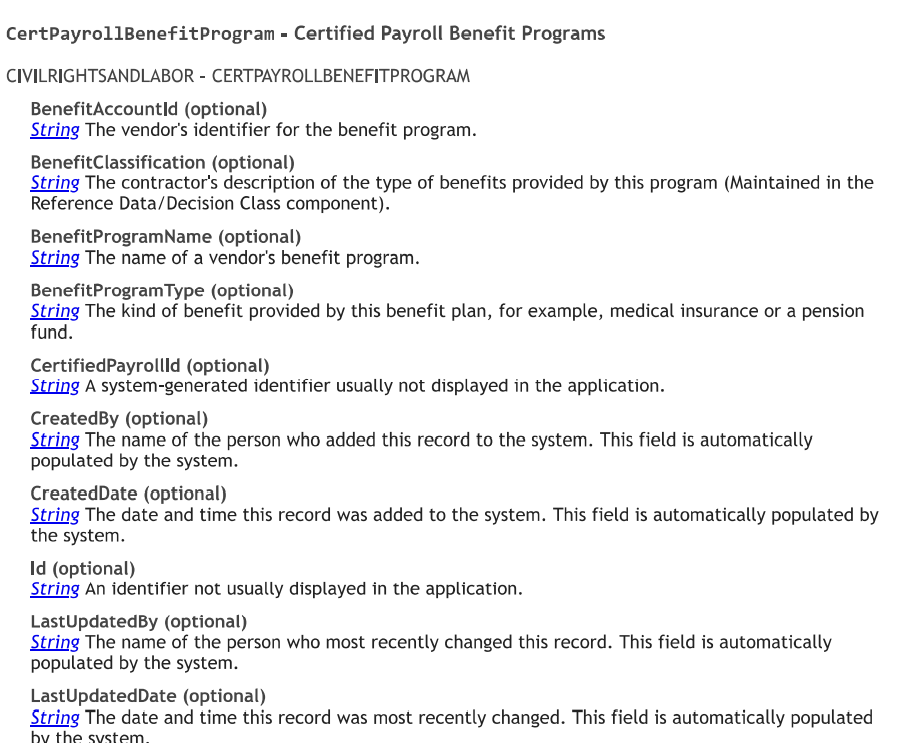 CertPayrollBenefitProgram - Certified Payroll Benefit Programs
CIVILRIGHTSANDLABOR - CERTPAYROLLBENEFITPROGRAM
BenefitAccountId (optional)
String The vendor's identifier for the benefit program.
BenefitClassification (optional)
String The contractor's description of the type of benefits provided by this program (Maintained in the
Reference Data/Decision Class component).
BenefitProgramName (optional)
String The name of a vendor's benefit program.
BenefitProgramType (optional)
String The kind of benefit provided by this benefit plan, for example, medical insurance or a pension
fund.
CertifiedPayrollId (optional)
String A system-generated identifier usually not displayed in the application.
CreatedBy (optional)
String The name of the person who added this record to the system. This field is automatically
populated by the system.
CreatedDate (optional)
String The date and time this record was added to the system. This field is automatically populated by
the system.
Id (optional)
String An identifier not usually displayed in the application.
LastUpdatedBy (optional)
String The name of the person who most recently changed this record. This field is automatically
populated by the system.
LastUpdatedDate (optional)
String The date and time this record was most recently changed. This field is automatically populated
by the system.